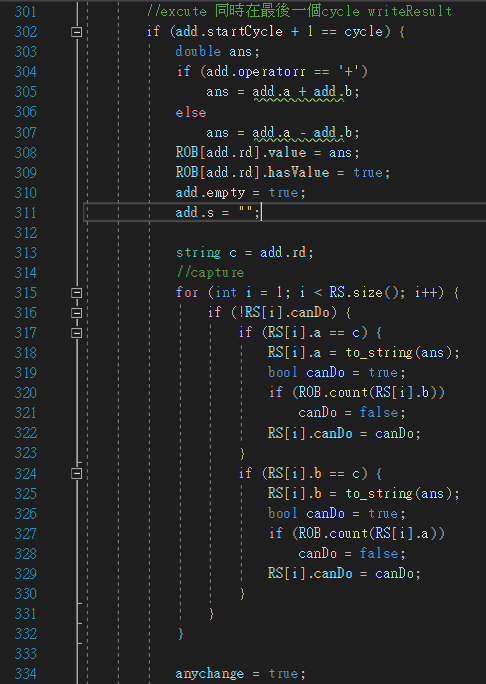 301 //excute 同時在最後一個cycle writeResult
302 if (add.startCycle + 1 == cycle) {
303 double ans;
304 if (add.operatorr == '+')
305 ans = add.a + add.b;
306 else
307 ans = add.a - add.b;
308 ROB[add.rd].value = ans;
309 ROB[add.rd].hasValue = true;
310 add.empty = true;
311 add.s = "";
312
313 string c = add.rd;
314 //capture
315 for (int i = 1; i < RS.size(); i++) {
316 if (!RS[i].canDo) {
317 if (RS[i].a == c) {
318 RS[i].a = to_string(ans);
319 bool canDo = true;
320 if (ROB.count(RS[i].b))
321 canDo = false;
322 RS[i].canDo = canDo;
323 }
324 if (RS[i].b == c) {
325 RS[i].b = to_string(ans);
326 bool canDo = true;
327 if (ROB.count(RS[i].a))
328 canDo = false;
329 RS[i].canDo = canDo;
330 }
331 }
332 }
333
334 anychange = true;